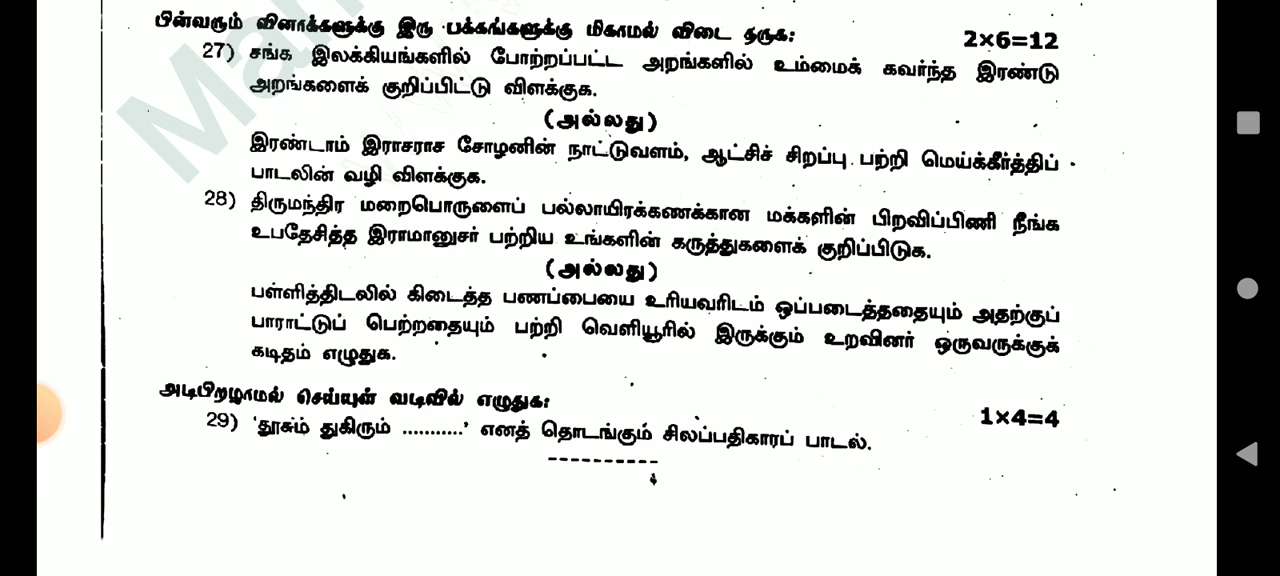 பின்வரும் வினாக்களுக்கு இரு பக்கங்களுக்கு மிகாமல் விடை தருக: 2×6=12
27) சங்க இலக்கியங்களில் போற்றப்பட்ட அறங்களில் உம்மைக் கவர்ந்த இரண்டு
அறங்களைக் குறிப்பிட்டு விளக்குக.
(அல்லது)
இரண்டாம் இராசராச சோழனின் நாட்டுவளம், ஆட்சிச் சிறப்பு பற்றி மெய்க்கீர்த்திப்
பாடலின் வழி விளக்குக.
28) திருமந்திர மறைபொருளைப் பல்லாயிரக்கணக்கான மக்களின் பிறவிப்பிணி நீங்க
உபதேசித்த இராமானுசர் பற்றிய உங்களின் கருத்துகளைக் குறிப்பிடுக.
(அல்லது)
பள்ளித்திடலில் கிடைத்த பணப்பையை உரியவரிடம் ஒப்படைத்ததையும் அதற்குப்
பாராட்டுப் பெற்றதையும் பற்றி வெளியூரில் இருக்கும் உறவினர் ஒருவருக்குக்
கடிதம் எழுதுக.
அடிபிறழாமல் செய்யுள் வடிவில் எழுதுக: 1×4=4
29) 'தூசும் துகிரும் ...........' எனத் தொடங்கும் சிலப்பதிகாரப் பாடல்.
----------